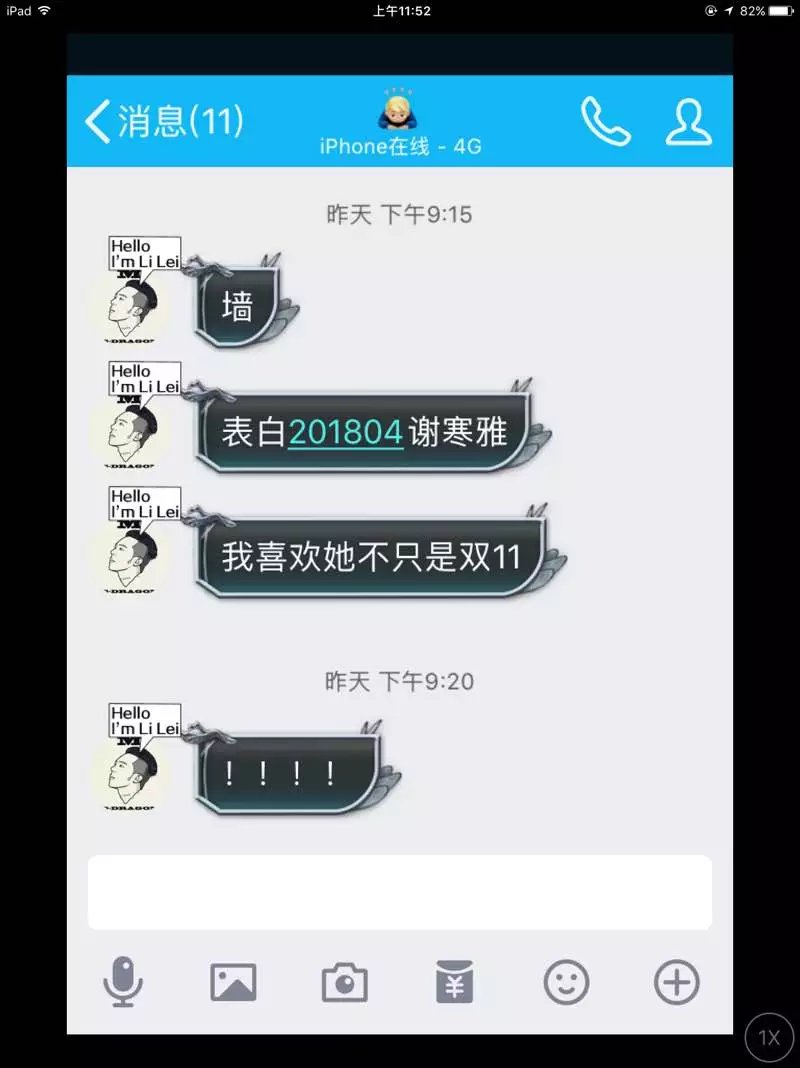 iPad 上午11:52 82%
消息(11)
iPhone在线 - 4G
昨天 下午9:15
Hello
I'm Li Lei
墙
Hello
I'm Li Lei
表白201804谢寒雅
Hello
I'm Li Lei
我喜欢她不只是双11
昨天 下午9:20
Hello
I'm Li Lei
！！！！
¥
1X